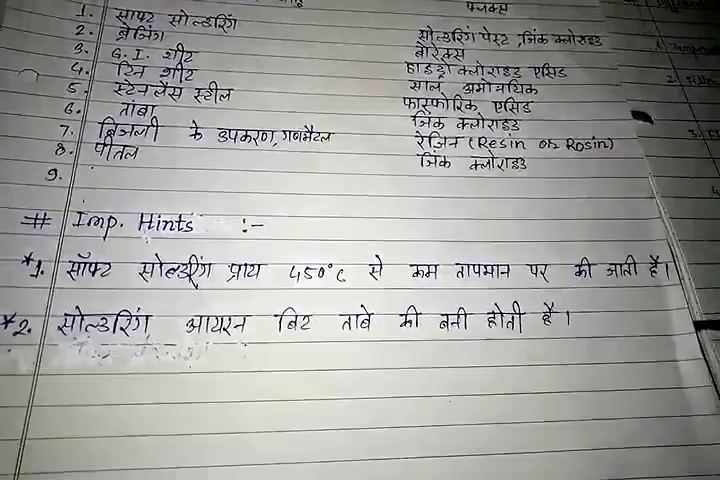 फ्लक्स
1. साफ्ट सोल्डरिंग सोल्डरिंग पेस्ट, जिंक क्लोराइड
2. ब्रेजिंग बोरेक्स
3. G. I. शीट हाइड्रोक्लोराइड एसिड
4. टिन शीट साल अमोनयिक
5. स्टेनलैस स्टील फास्फोरिक एसिड
6. तांबा जिंक क्लोराइड
7. बिजली के उपकरण, गनमैटल रेजिन (Resin or Rosin)
8. पीतल जिंक क्लोराइड
9.
# Imp. Hints :-
*1. सॉफ्ट सोल्डरिंग प्राय 450°c से कम तापमान पर की जाती है।
*2. सोल्डरिंग आयरन बिट ताबे की बनी होती है।